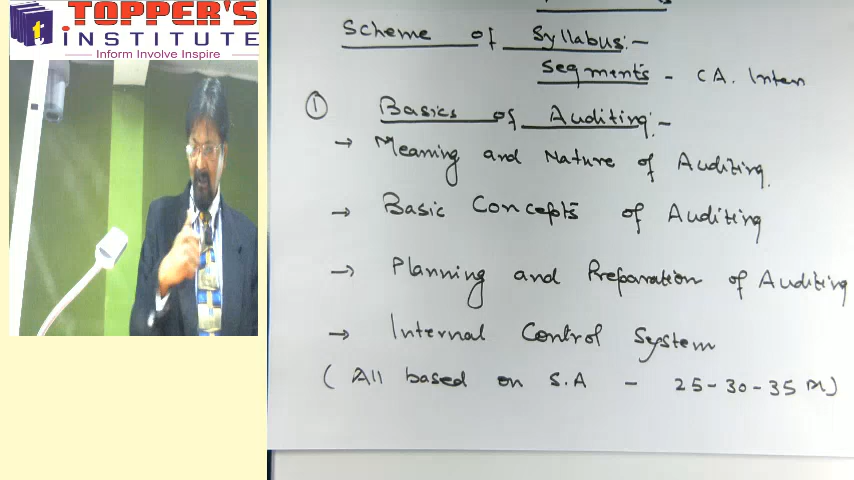 TOPPER'S
t iNSTITUTE
Inform Involve Inspire
Scheme of Syllabus:-
Segments - CA. Inter
① Basics of Auditing:-
→ Meaning and Nature of Auditing.
→ Basic Concepts of Auditing
→ Planning and Preparation of Auditing
→ Internal Control System
( All based on S.A - 25-30-35 M)